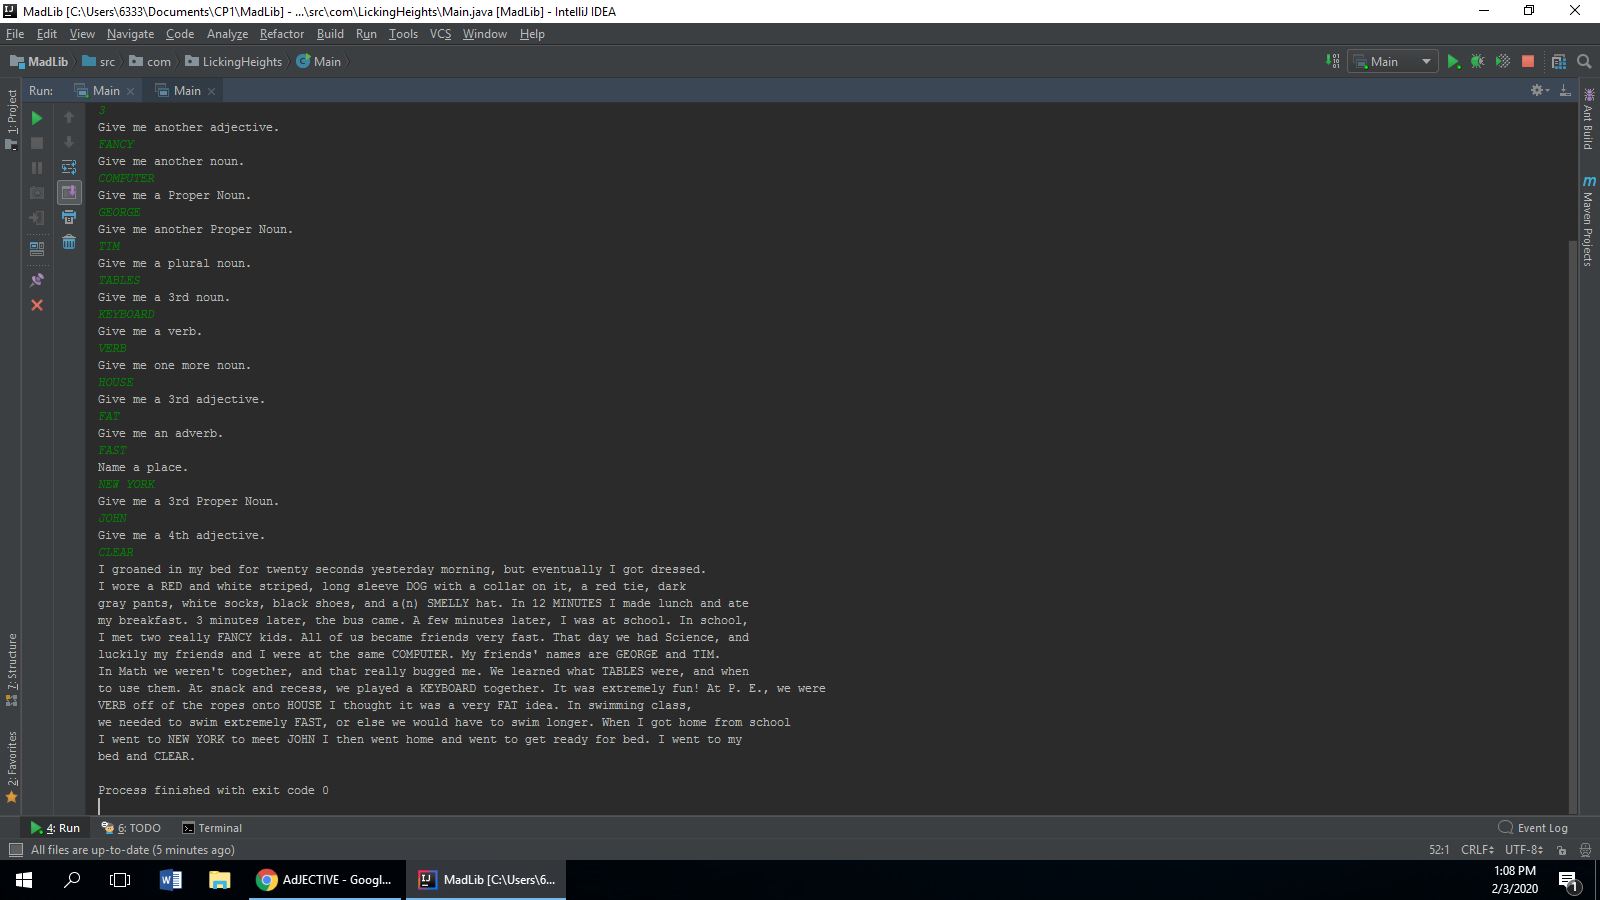 MadLib [C:\Users\6333\Documents\CP1\MadLib] - ...\src\com\LickingHeights\Main.java [MadLib] - IntelliJ IDEA
File Edit View Navigate Code Analyze Refactor Build Run Tools VCS Window Help
MadLib src com LickingHeights Main
Main
Run: Main Main
1: Project
Ant Build
Maven Projects
3
Give me another adjective.
FANCY
Give me another noun.
COMPUTER
Give me a Proper Noun.
GEORGE
Give me another Proper Noun.
TIM
Give me a plural noun.
TABLES
Give me a 3rd noun.
KEYBOARD
Give me a verb.
VERB
Give me one more noun.
HOUSE
Give me a 3rd adjective.
FAT
Give me an adverb.
FAST
Name a place.
NEW YORK
Give me a 3rd Proper Noun.
JOHN
Give me a 4th adjective.
CLEAR
I groaned in my bed for twenty seconds yesterday morning, but eventually I got dressed.
I wore a RED and white striped, long sleeve DOG with a collar on it, a red tie, dark
gray pants, white socks, black shoes, and a(n) SMELLY hat. In 12 MINUTES I made lunch and ate
my breakfast. 3 minutes later, the bus came. A few minutes later, I was at school. In school,
I met two really FANCY kids. All of us became friends very fast. That day we had Science, and
luckily my friends and I were at the same COMPUTER. My friends' names are GEORGE and TIM.
In Math we weren't together, and that really bugged me. We learned what TABLES were, and when
to use them. At snack and recess, we played a KEYBOARD together. It was extremely fun! At P. E., we were
VERB off of the ropes onto HOUSE I thought it was a very FAT idea. In swimming class,
we needed to swim extremely FAST, or else we would have to swim longer. When I got home from school
I went to NEW YORK to meet JOHN I then went home and went to get ready for bed. I went to my
bed and CLEAR.
Process finished with exit code 0
7: Structure
2: Favorites
4: Run 6: TODO Terminal Event Log
All files are up-to-date (5 minutes ago) 52:1 CRLF UTF-8
AdJECTIVE - Googl... MadLib [C:\Users\6... 1:08 PM
2/3/2020
1